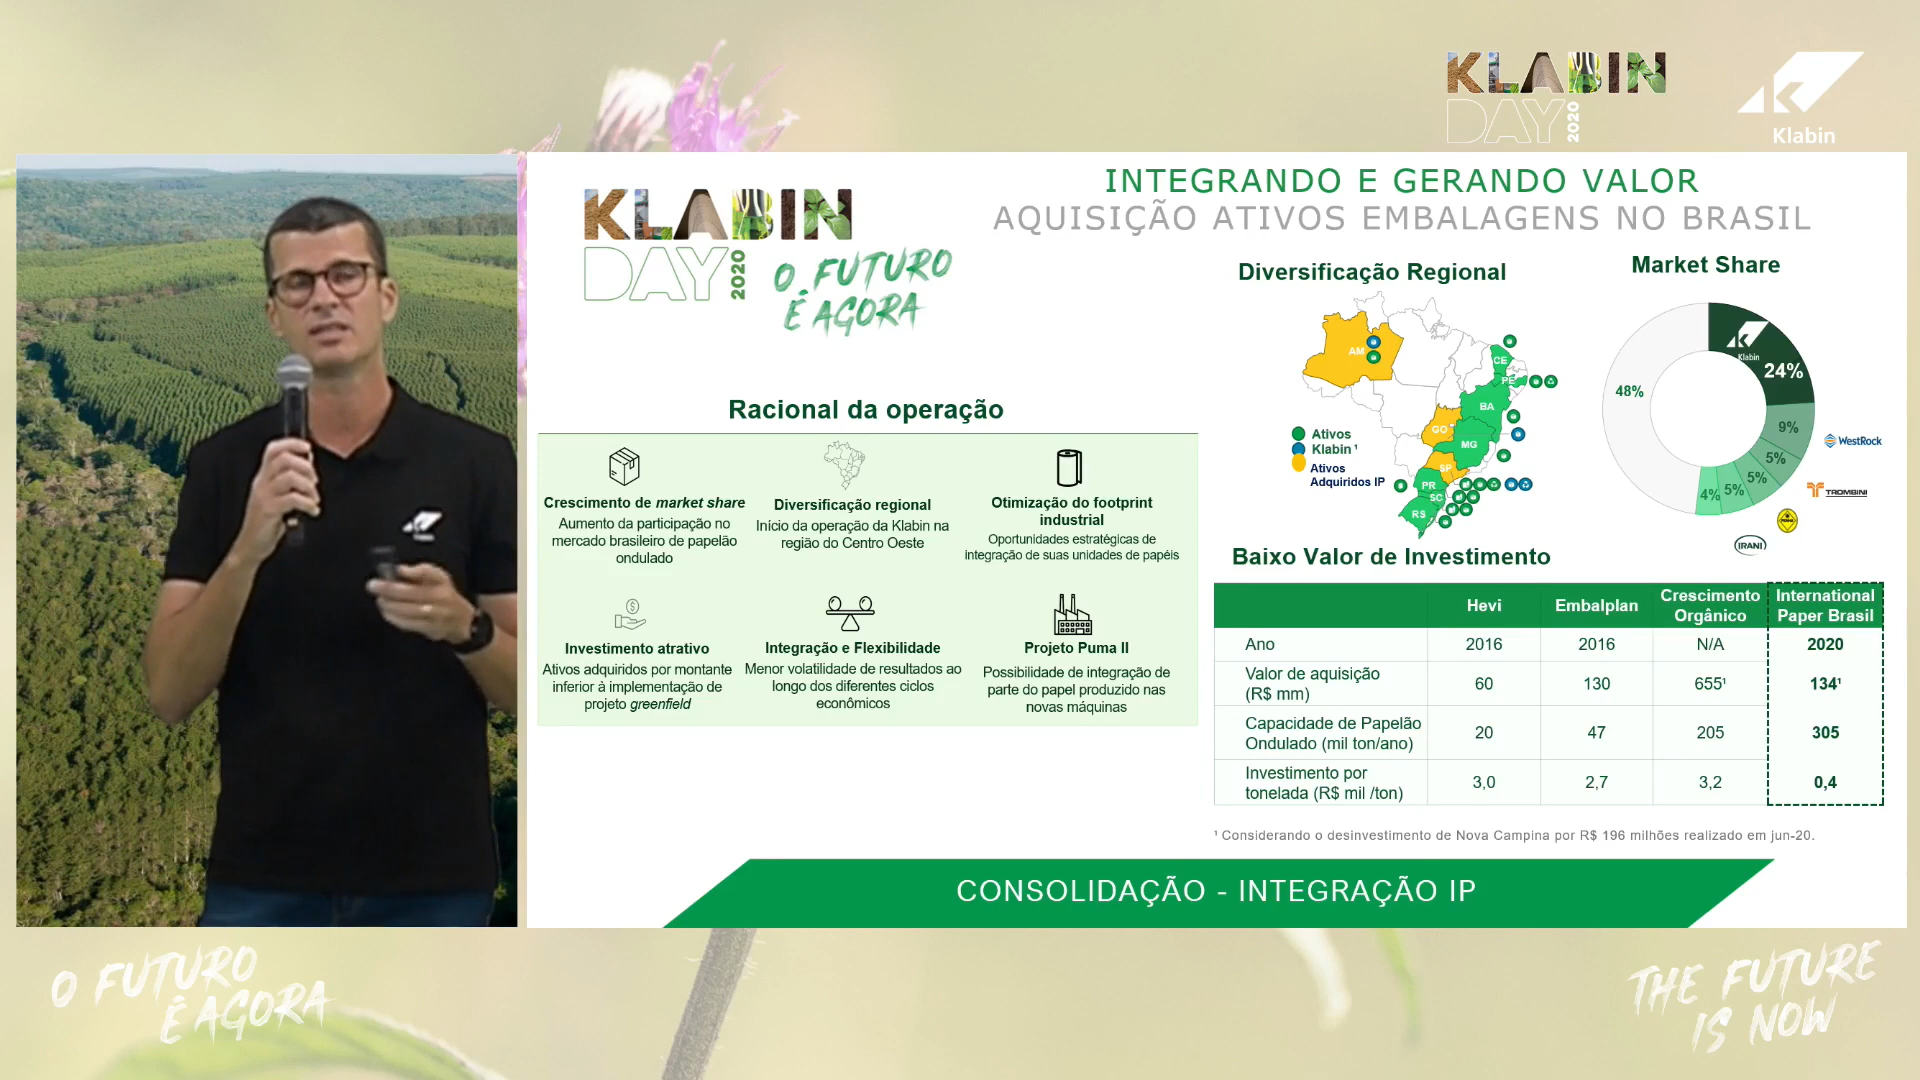 KLABIN
DAY 2020
Klabin
KLABIN
DAY 2020
O FUTURO
É AGORA
INTEGRANDO E GERANDO VALOR
AQUISIÇÃO ATIVOS EMBALAGENS NO BRASIL
Racional da operação
Crescimento de market share
Aumento da participação no
mercado brasileiro de papelão
ondulado
Diversificação regional
Início da operação da Klabin na
região do Centro Oeste
Otimização do footprint
industrial
Oportunidades estratégicas de
integração de suas unidades de papéis
Investimento atrativo
Ativos adquiridos por montante
inferior à implementação de
projeto greenfield
Integração e Flexibilidade
Menor volatilidade de resultados ao
longo dos diferentes ciclos
econômicos
Projeto Puma II
Possibilidade de integração de
parte do papel produzido nas
novas máquinas
Diversificação Regional
AM
CE
PE
BA
GO
MG
SP
PR
SC
RS
Ativos
Klabin ¹
Ativos
Adquiridos IP
Market Share
Klabin
24%
48%
9%
5%
5%
5%
4%
WestRock
TROMBINI
IRANI
Baixo Valor de Investimento
Hevi Embalplan Crescimento Orgânico International Paper Brasil
Ano 2016 2016 N/A 2020
Valor de aquisição (R$ mm) 60 130 655¹ 134¹
Capacidade de Papelão Ondulado (mil ton/ano) 20 47 205 305
Investimento por tonelada (R$ mil /ton) 3,0 2,7 3,2 0,4
¹ Considerando o desinvestimento de Nova Campina por R$ 196 milhões realizado em jun-20.
CONSOLIDAÇÃO - INTEGRAÇÃO IP
O FUTURO
É AGORA
THE FUTURE
IS NOW